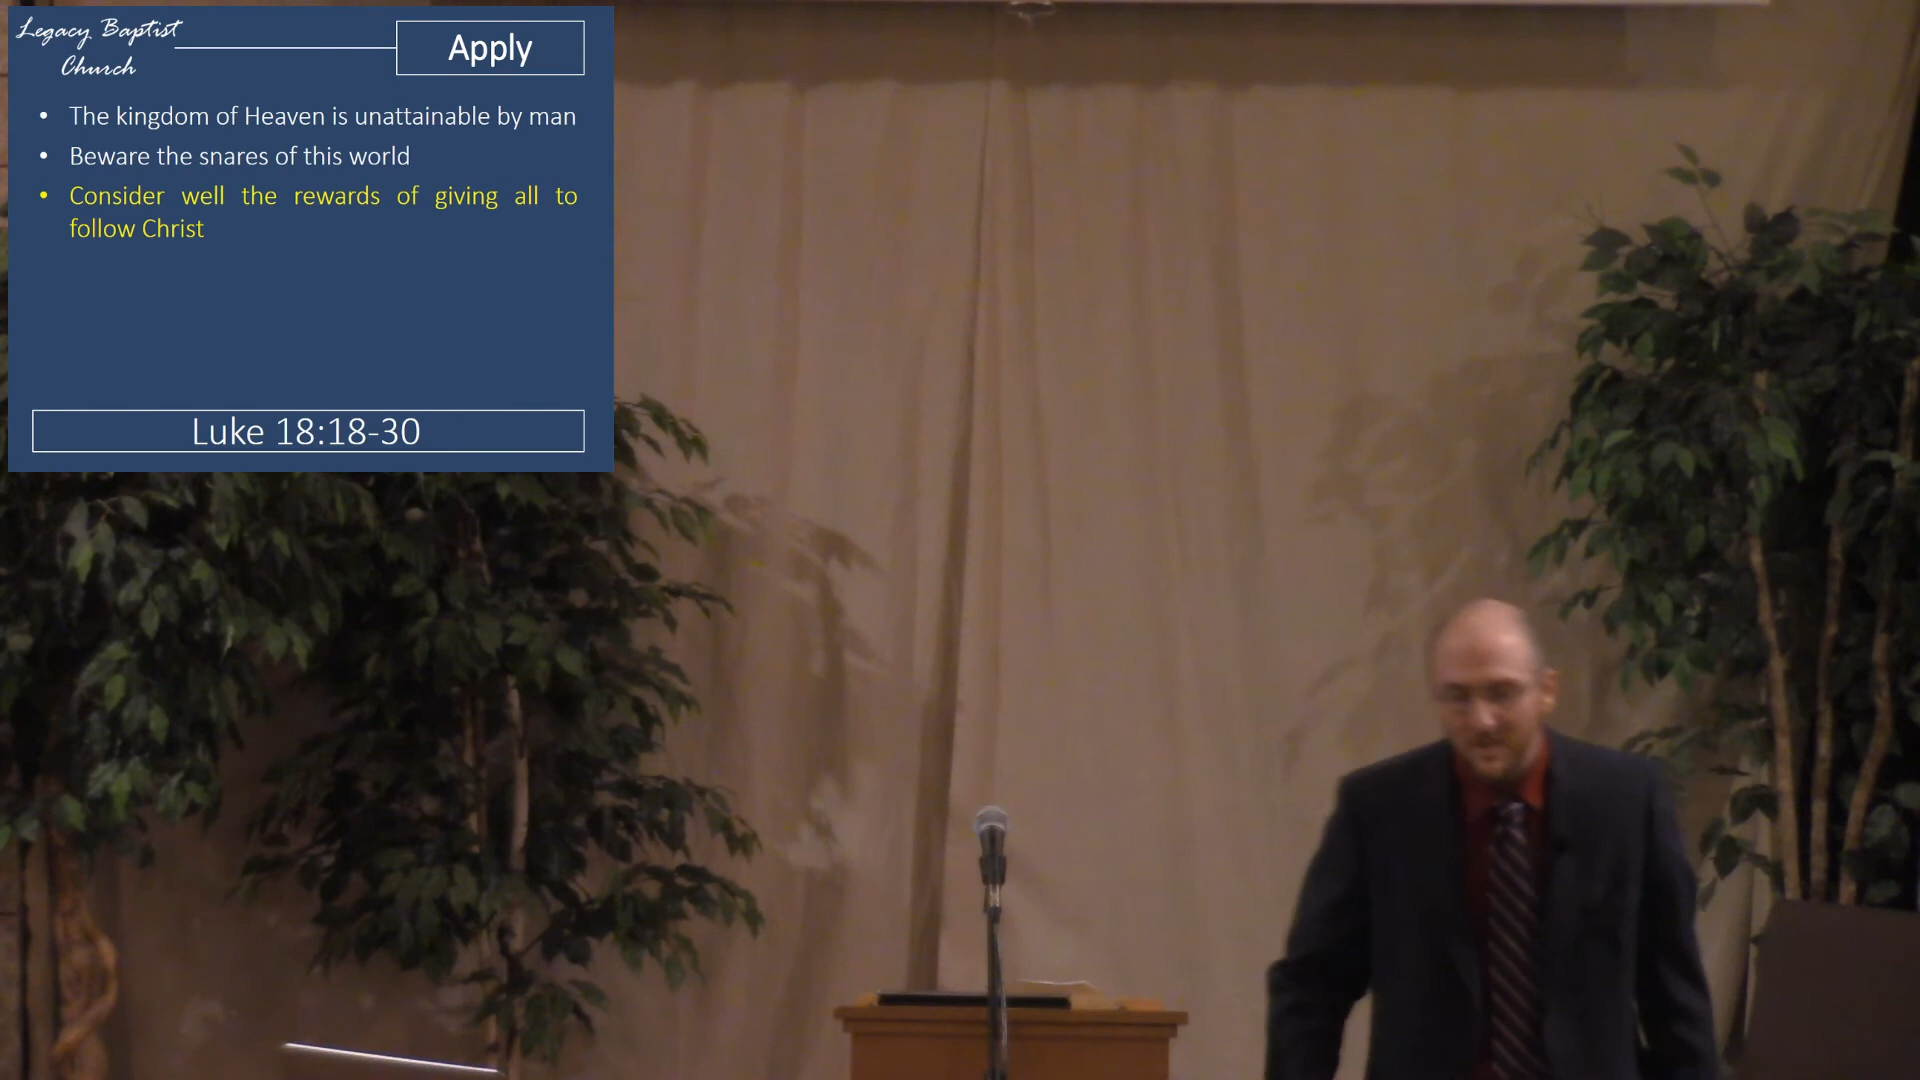 Legacy Baptist
Church
Apply
• The kingdom of Heaven is unattainable by man
• Beware the snares of this world
• Consider well the rewards of giving all to
follow Christ
Luke 18:18-30